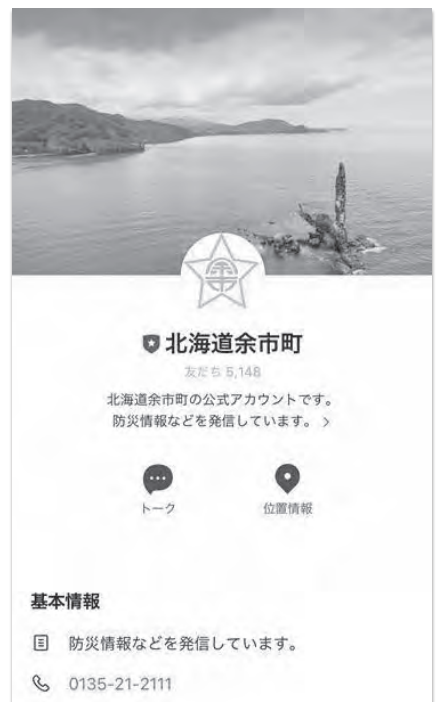 北海道余市町
友だち 5,148
北海道余市町の公式アカウントです。
防災情報などを発信しています。 >
トーク
位置情報
基本情報
防災情報などを発信しています。
0135-21-2111